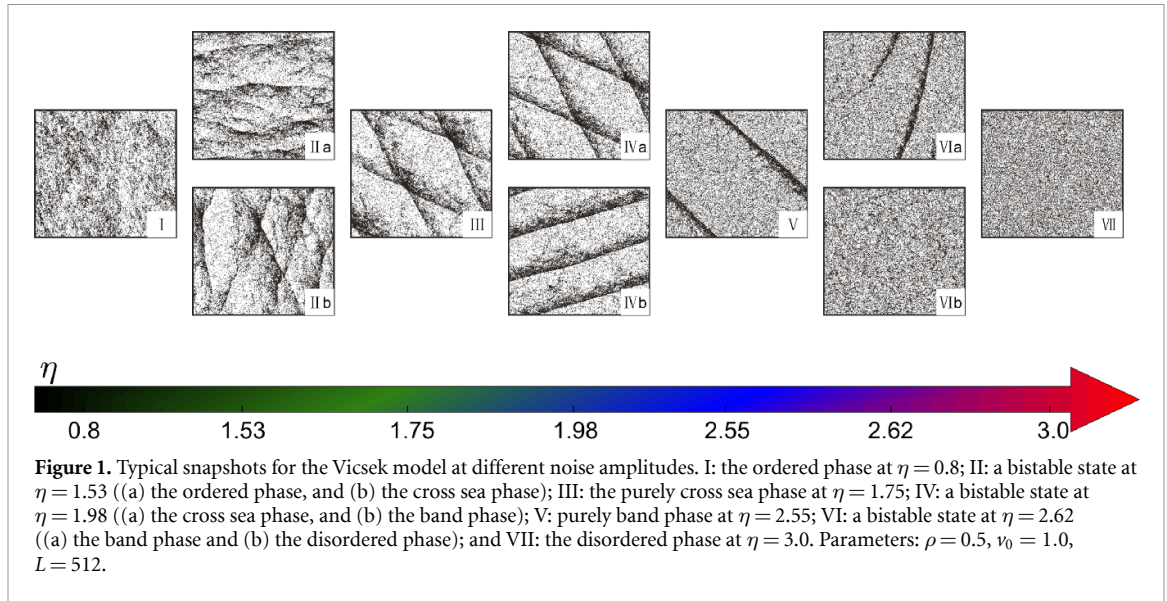 IIa
IVa
VIa
I
III
V
VII
IIb
IVb
VIb
η
0.8
1.53
1.75
1.98
2.55
2.62
3.0
Figure 1. Typical snapshots for the Vicsek model at different noise amplitudes. I: the ordered phase at η = 0.8; II: a bistable state at
η = 1.53 ((a) the ordered phase, and (b) the cross sea phase); III: the purely cross sea phase at η = 1.75; IV: a bistable state at
η = 1.98 ((a) the cross sea phase, and (b) the band phase); V: purely band phase at η = 2.55; VI: a bistable state at η = 2.62
((a) the band phase and (b) the disordered phase); and VII: the disordered phase at η = 3.0. Parameters: ρ = 0.5, ν₀ = 1.0,
L = 512.